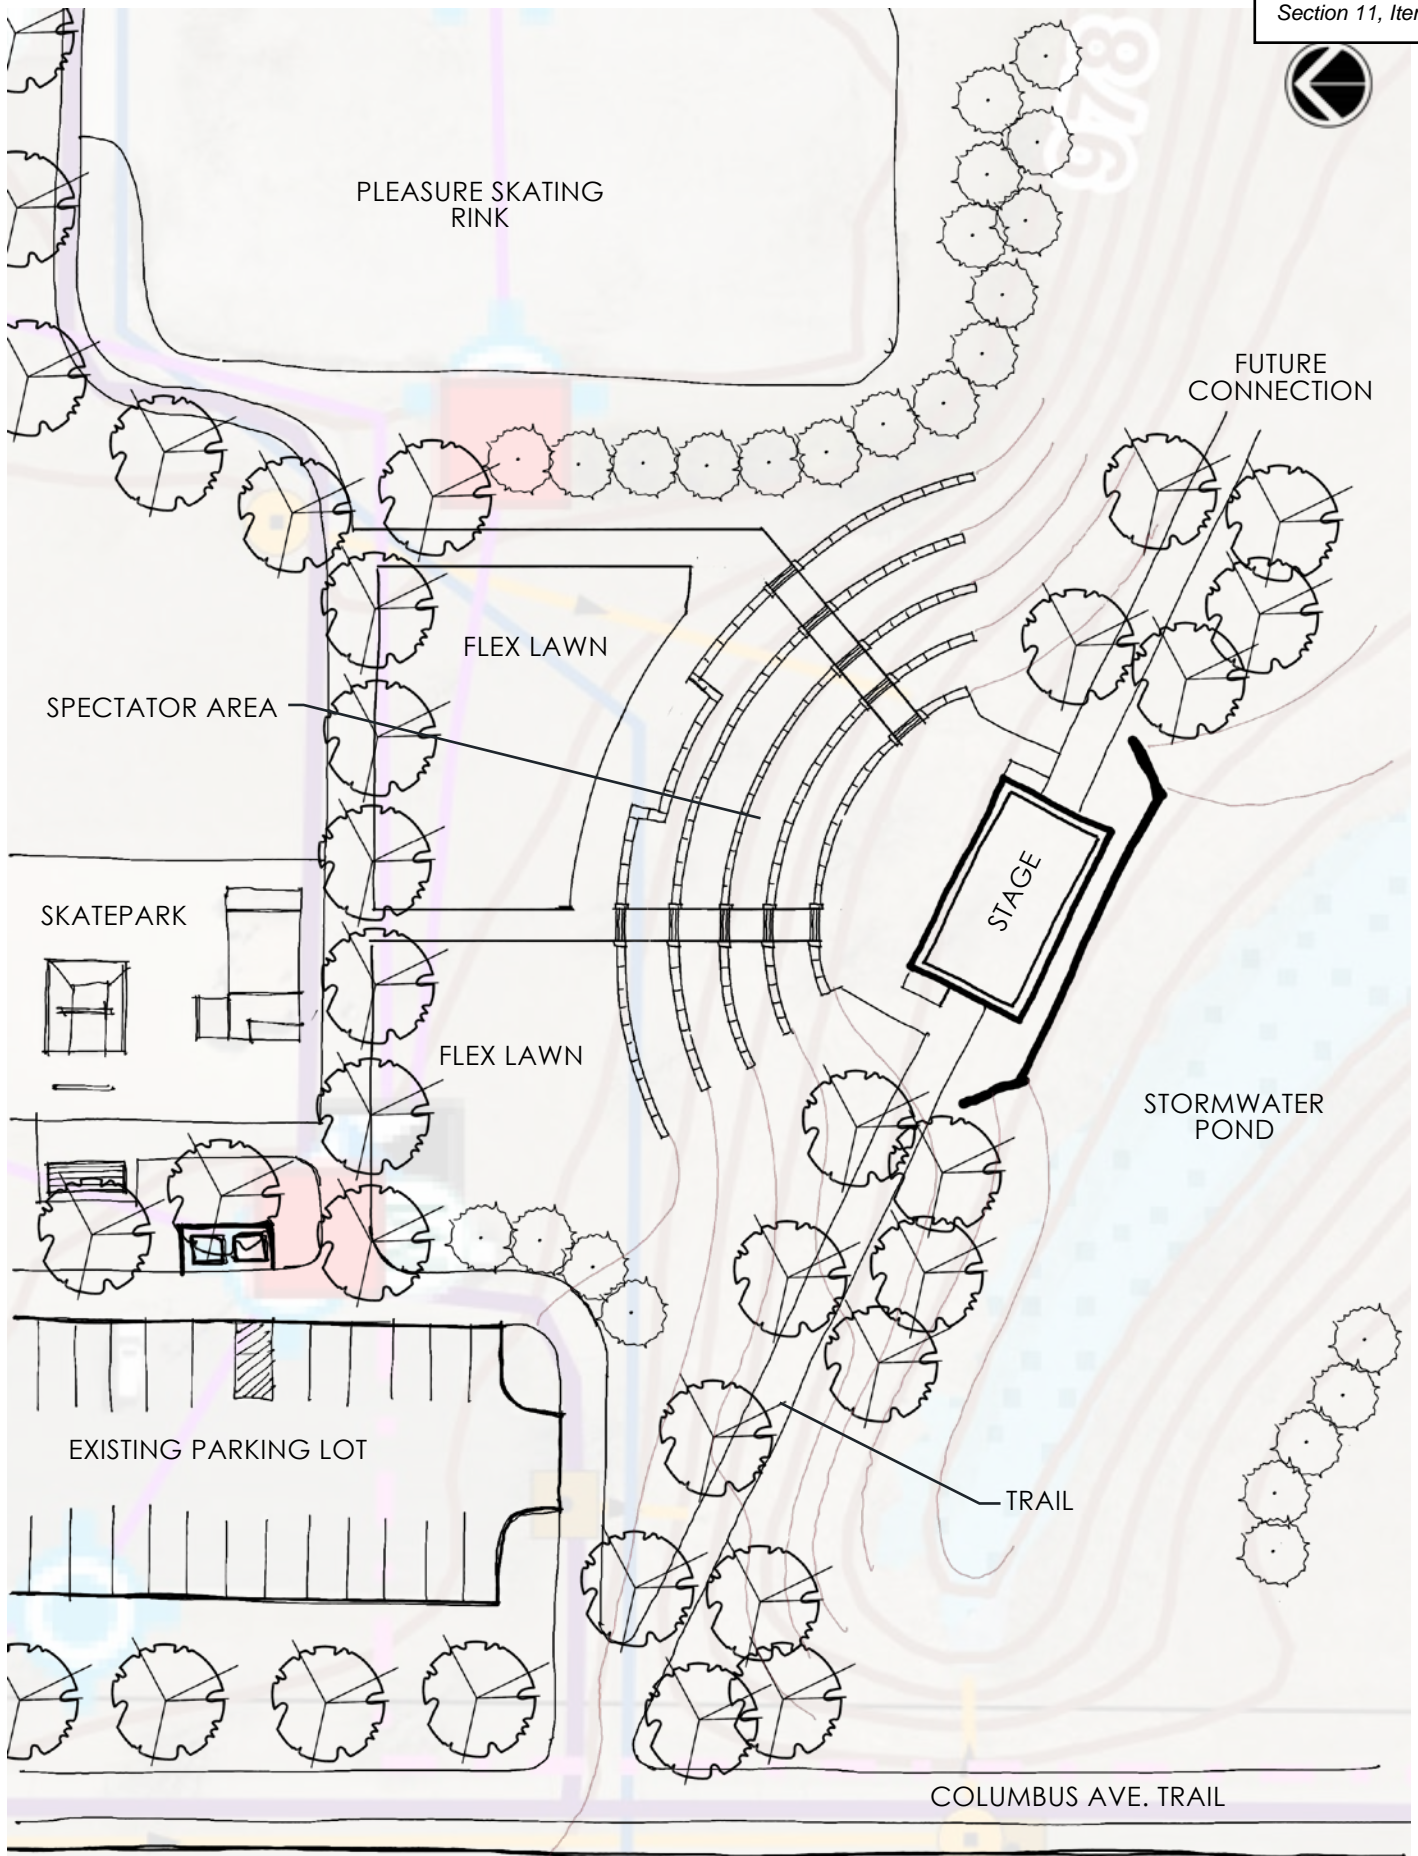 Section 11, Iter
978
PLEASURE SKATING
RINK
FUTURE
CONNECTION
FLEX LAWN
SPECTATOR AREA
SKATEPARK
STAGE
FLEX LAWN
STORMWATER
POND
EXISTING PARKING LOT
TRAIL
COLUMBUS AVE. TRAIL